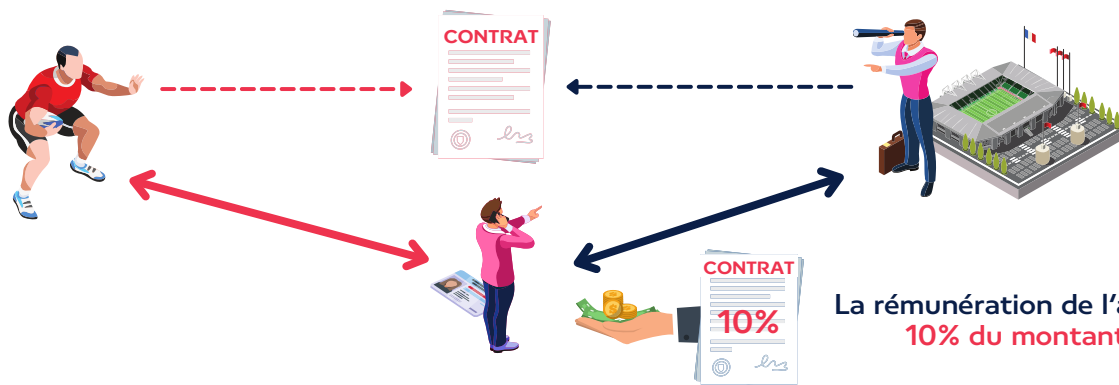 CONTRAT
CONTRAT
10%
La rémunération de l'a
10% du montant